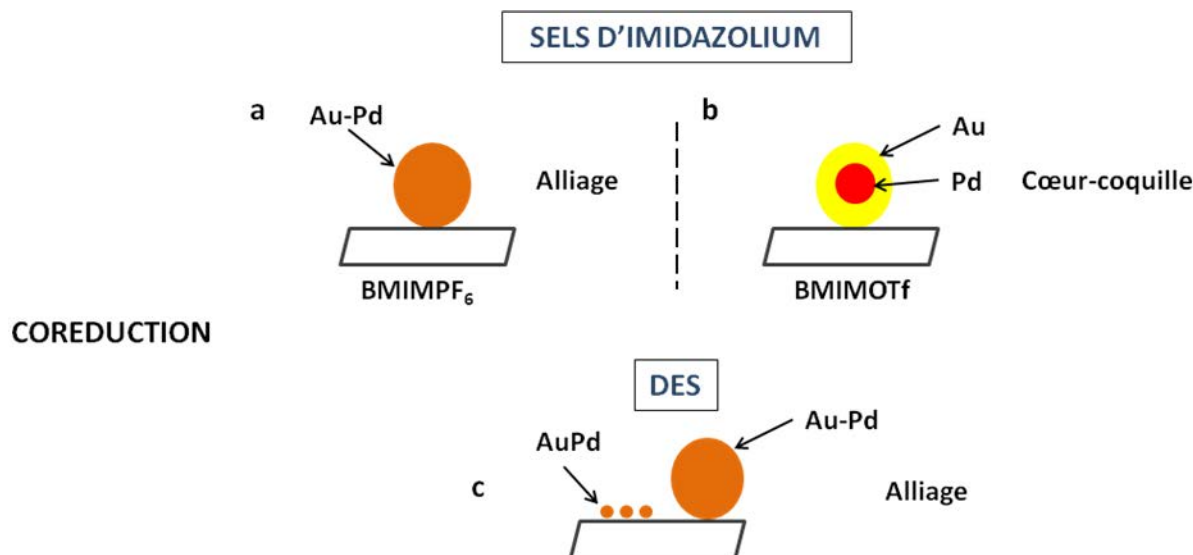 SELS D'IMIDAZOLIUM
a
Au-Pd
Alliage
BMIMPF₆
b
Au
Pd
Cœur-coquille
BMIMOTf
COREDUCTION
DES
c
AuPd
Au-Pd
Alliage